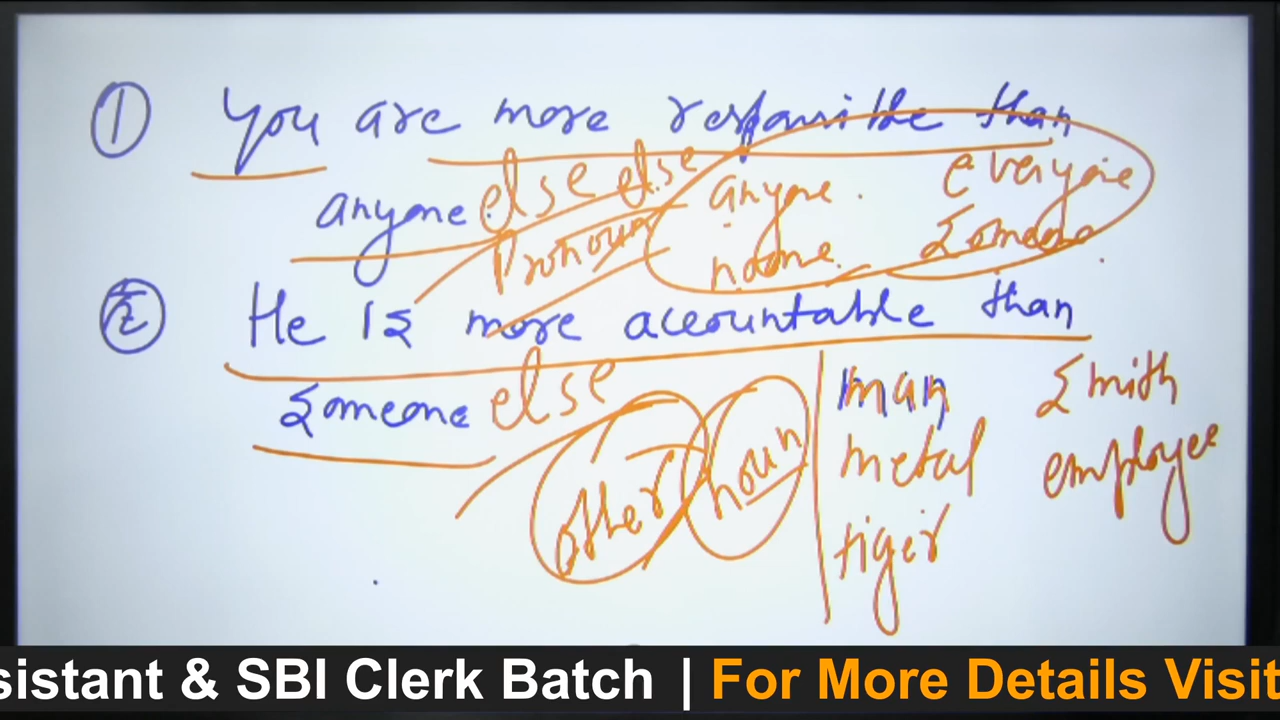 ① You are more responsible than
anyone else else anyone. everyone
Pronoun noone. Someone
② He is more accountable than
Someone else man Smith
other noun metal employee
tiger
sistant & SBI Clerk Batch | For More Details Visit